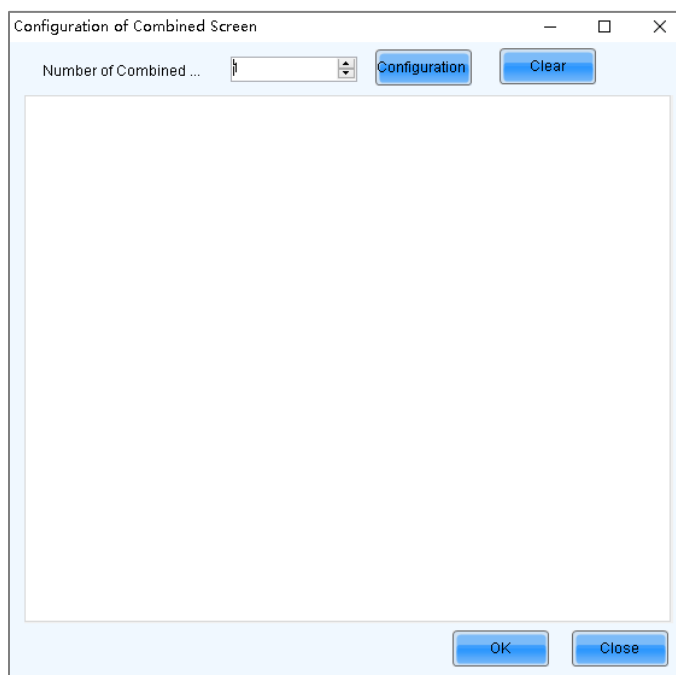 Configuration of Combined Screen
Number of Combined ...
Configuration
Clear
OK
Close